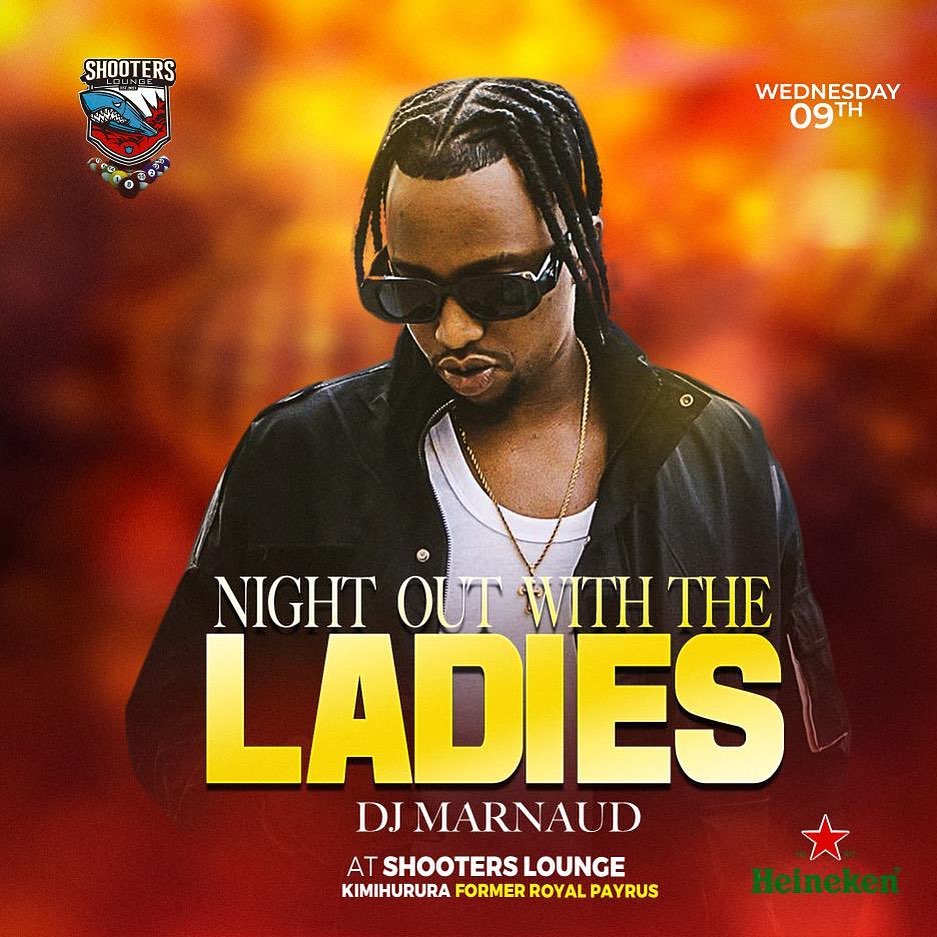 SHOOTERS
LOUNGE
WEDNESDAY
09TH
NIGHT OUT WITH THE
LADIES
DJ MARNAUD
AT SHOOTERS LOUNGE
KIMIHURURA FORMER ROYAL PAYRUS
Heineken